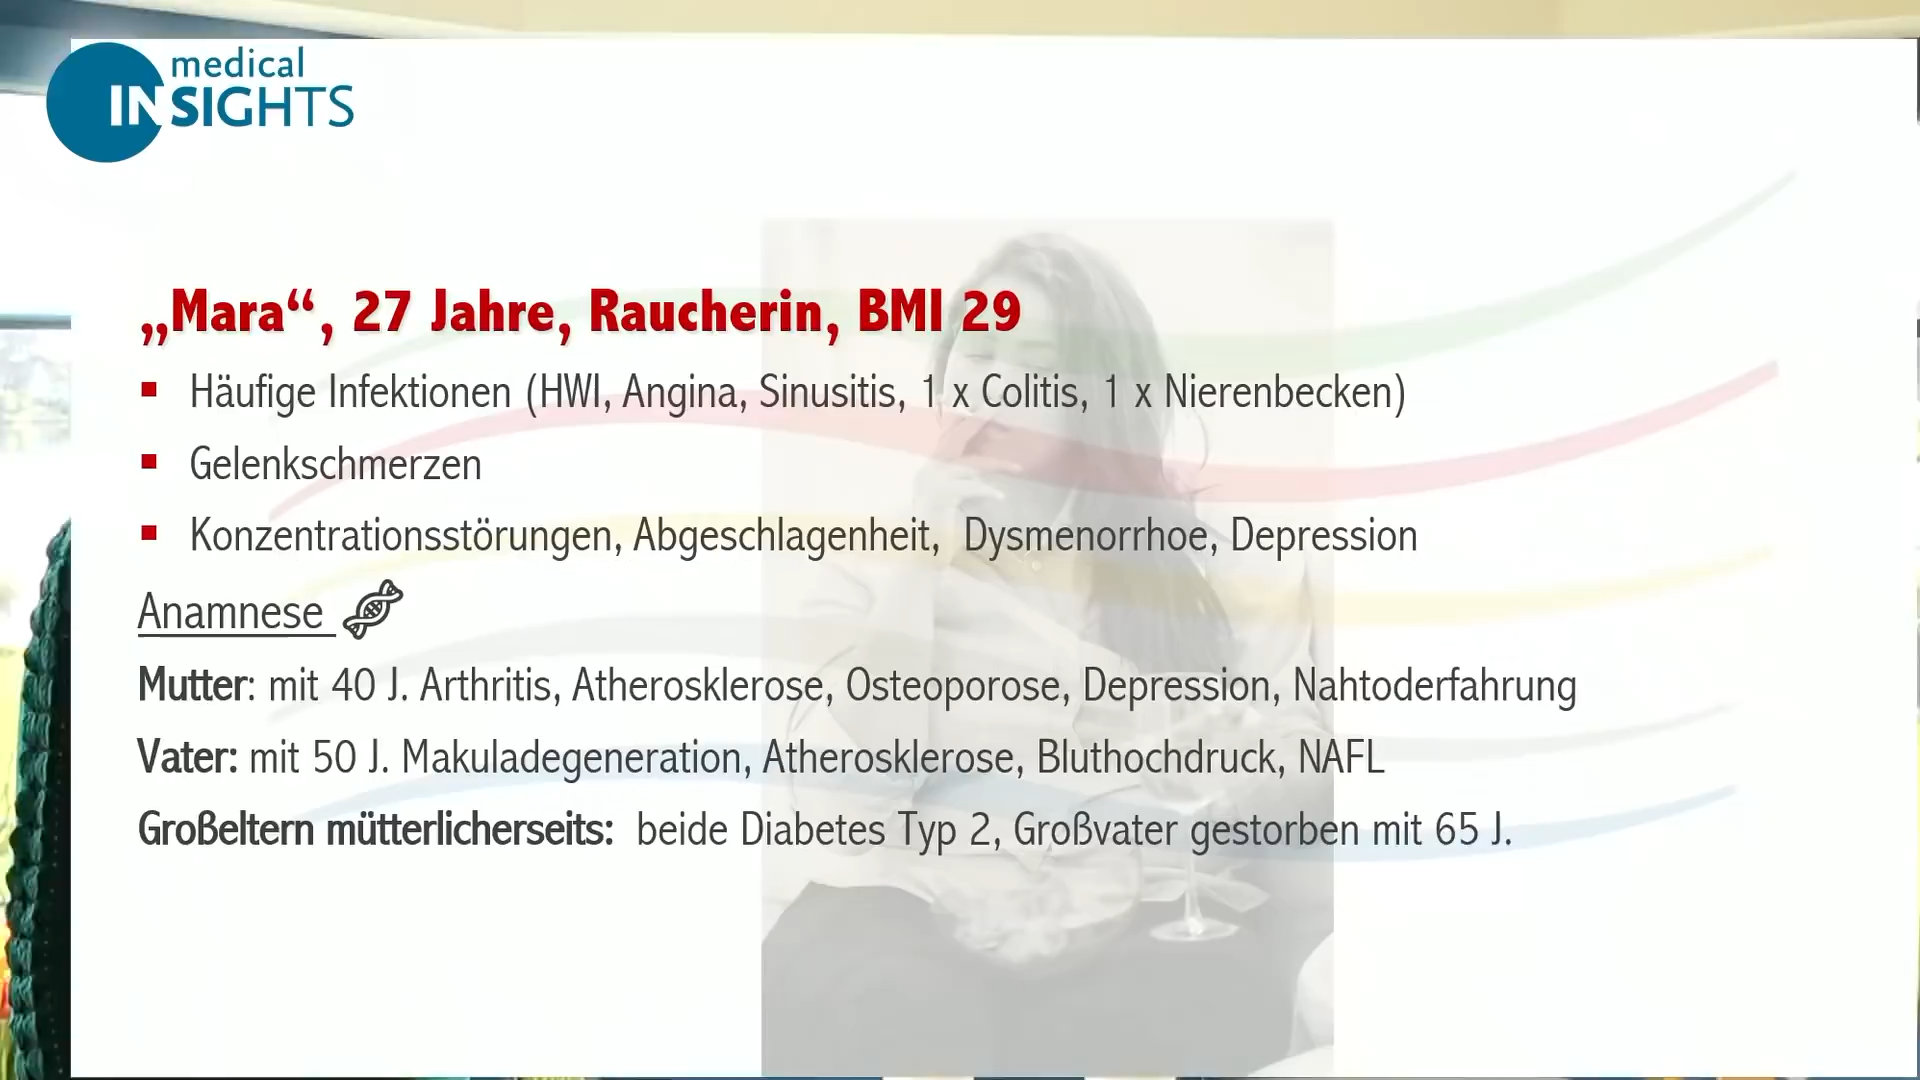 medical
INSIGHTS
„Mara“, 27 Jahre, Raucherin, BMI 29
▪ Häufige Infektionen (HWI, Angina, Sinusitis, 1 x Colitis, 1 x Nierenbecken)
▪ Gelenkschmerzen
▪ Konzentrationsstörungen, Abgeschlagenheit, Dysmenorrhoe, Depression
Anamnese
Mutter: mit 40 J. Arthritis, Atherosklerose, Osteoporose, Depression, Nahtoderfahrung
Vater: mit 50 J. Makuladegeneration, Atherosklerose, Bluthochdruck, NAFL
Großeltern mütterlicherseits: beide Diabetes Typ 2, Großvater gestorben mit 65 J.